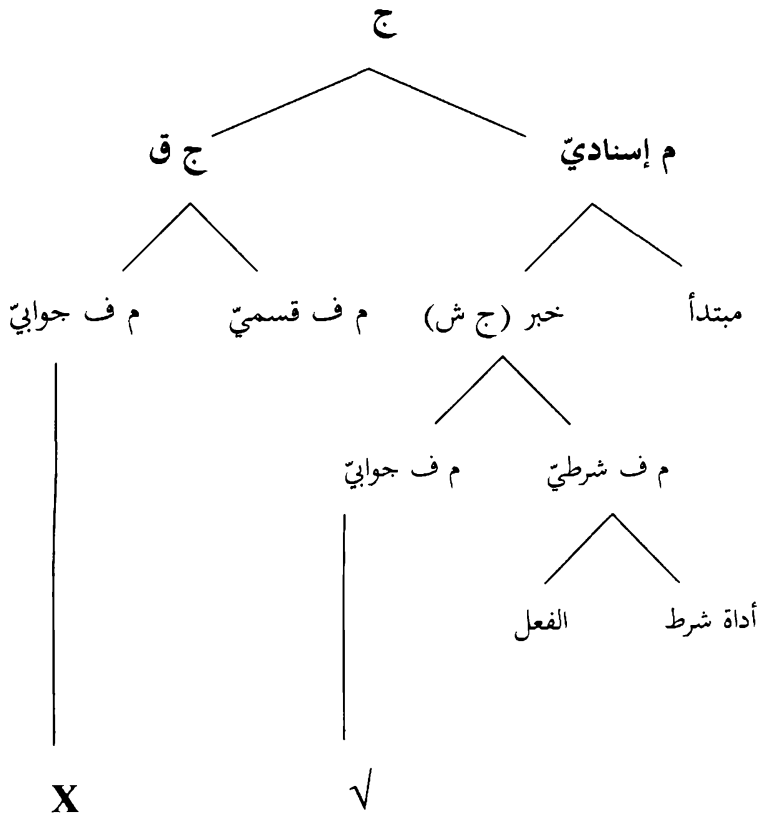 ج
م إسناديّ ج ق
مبتدأ خبر (ج ش) م ف قسميّ م ف جوابيّ
م ف شرطيّ م ف جوابيّ
أداة شرط الفعل
√ X